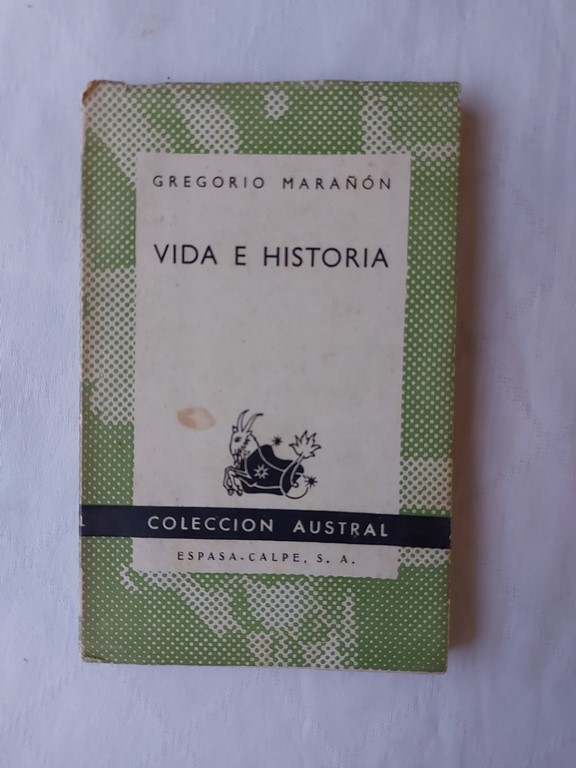 GREGORIO MARAÑÓN
VIDA E HISTORIA
L COLECCION AUSTRAL
ESPASA-CALPE, S. A.